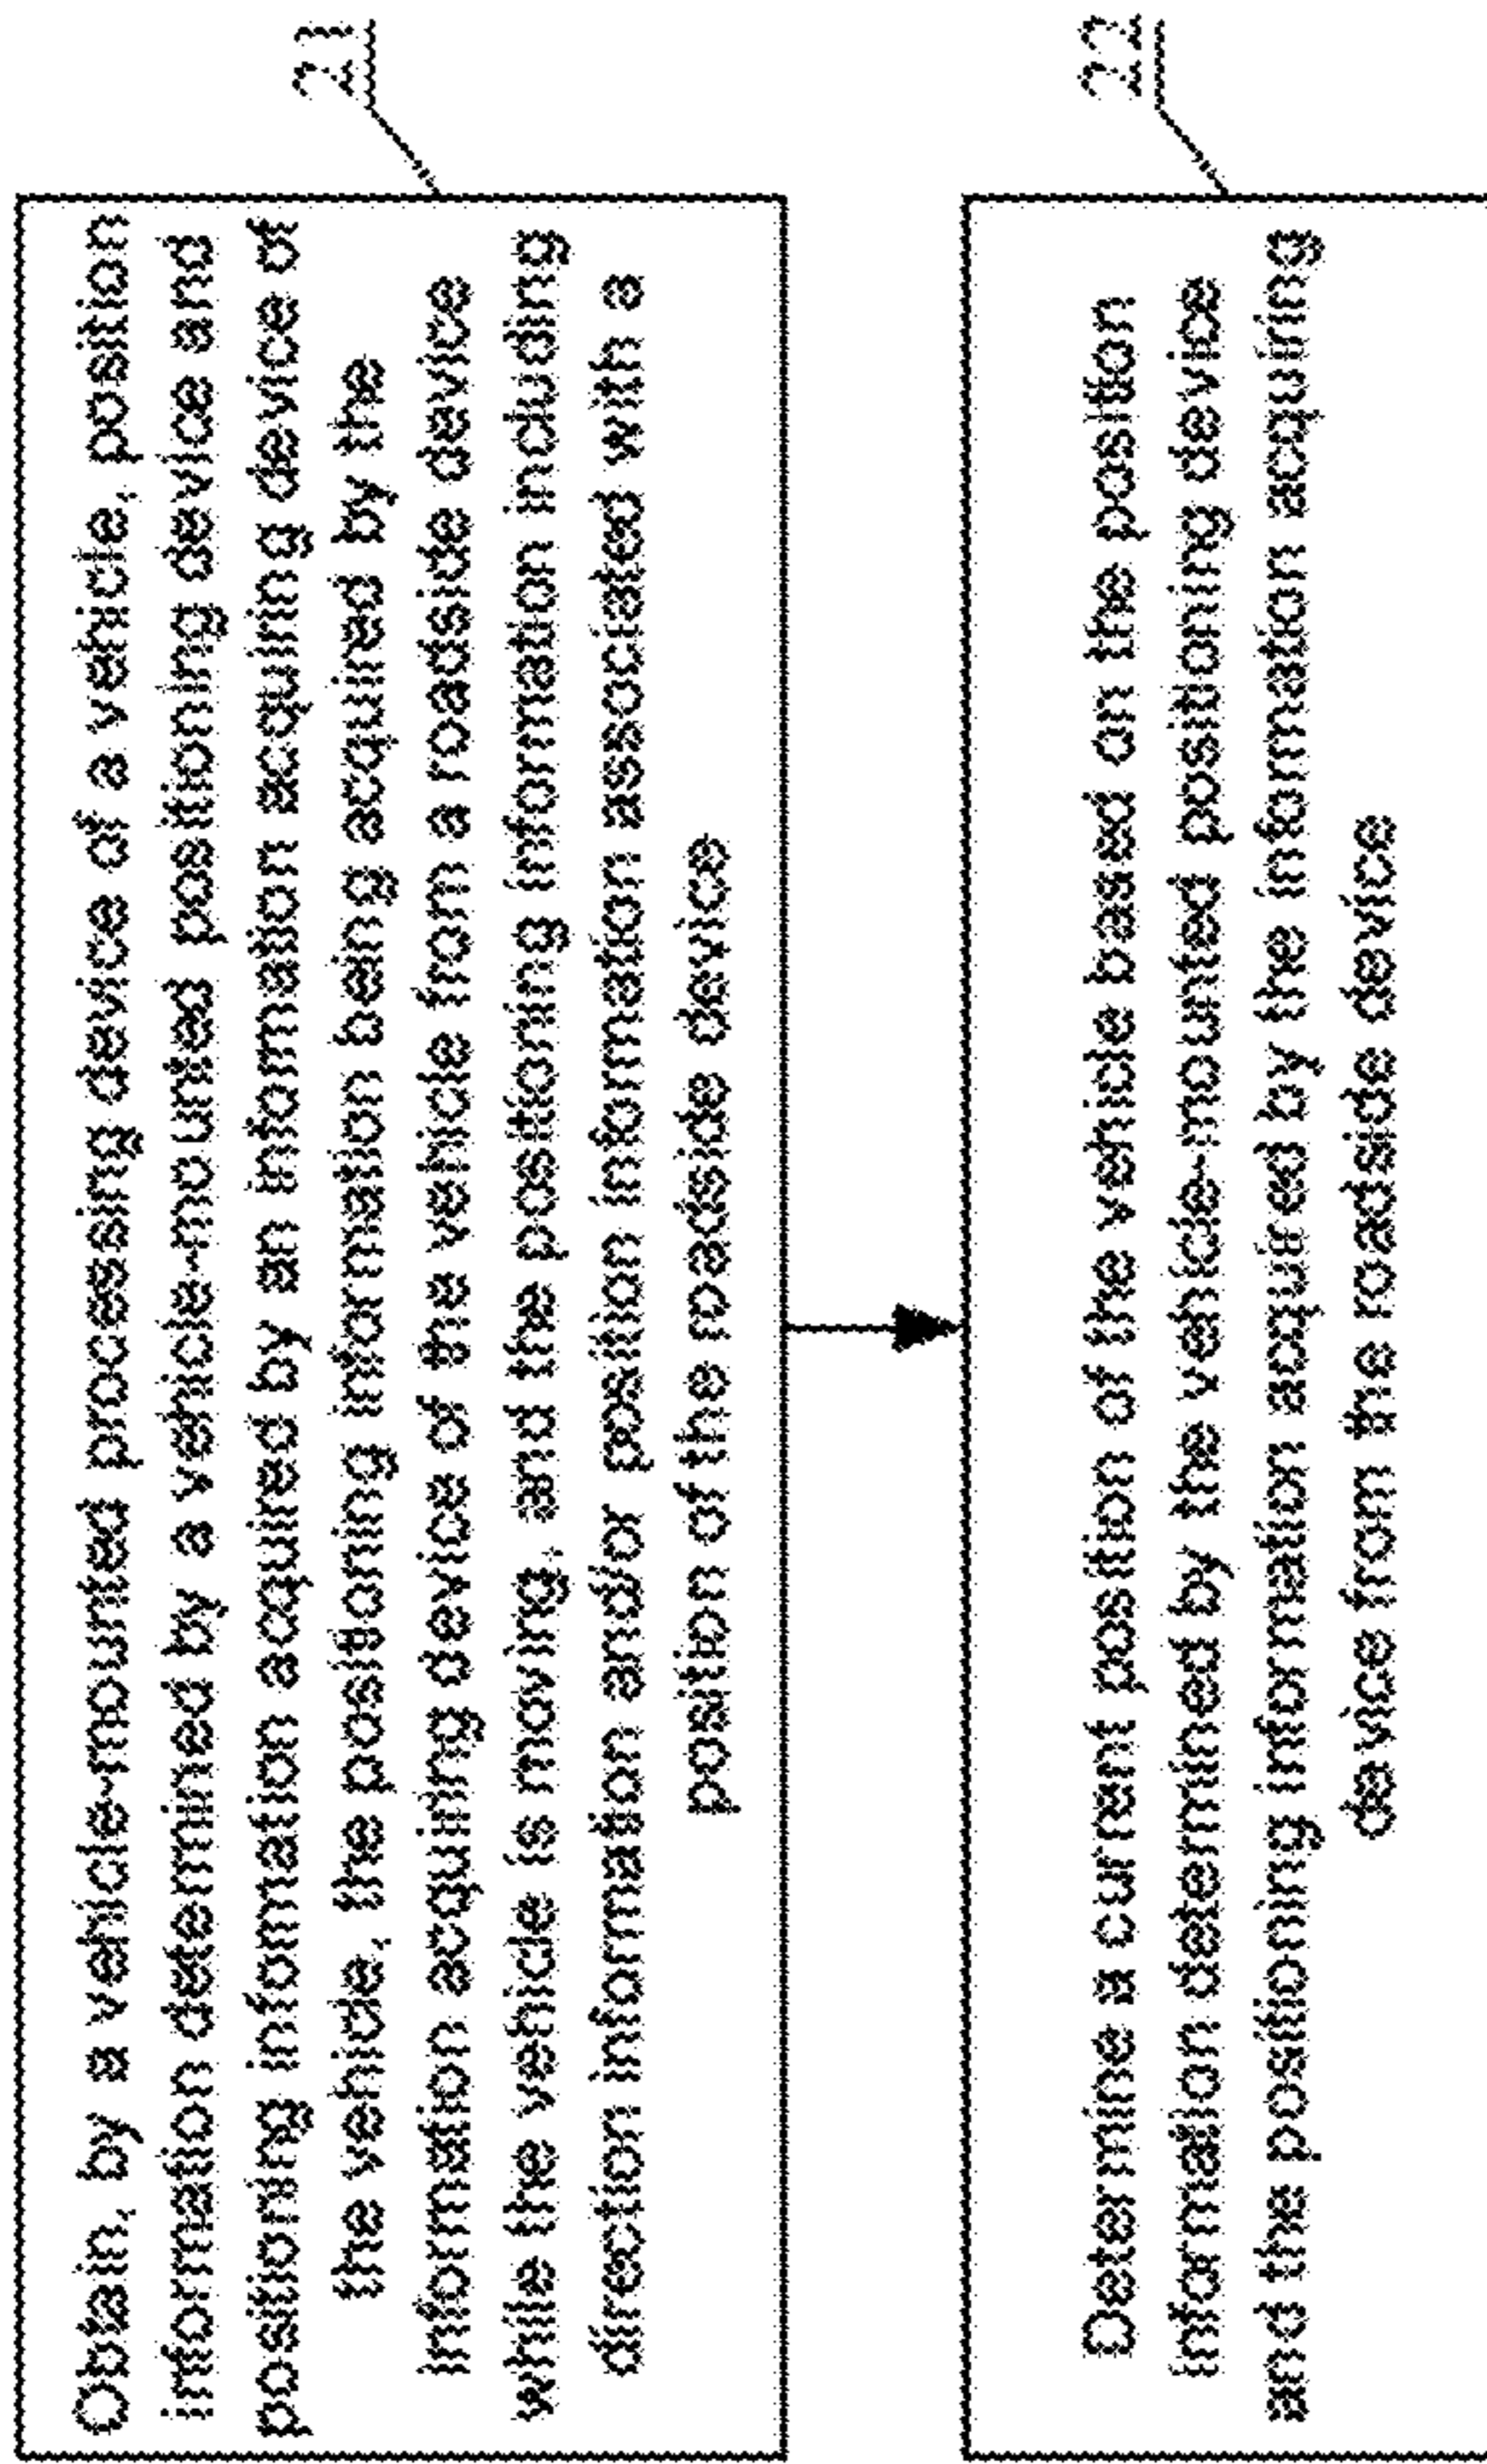 21
Obtain, by a vehicle-mounted processing device of a vehicle, position
information determined by a vehicle-mounted positioning device and
positioning information acquired by an information acquiring device of
the vehicle, the positioning information being acquired by the
information acquiring device of the vehicle from a roadside device
while the vehicle is moving, and the positioning information including
direction information and/or position information associated with a
position of the roadside device
22
Determine a current position of the vehicle based on the position
information determined by the vehicle-mounted positioning device
and the positioning information acquired by the information acquiring
device from the roadside device